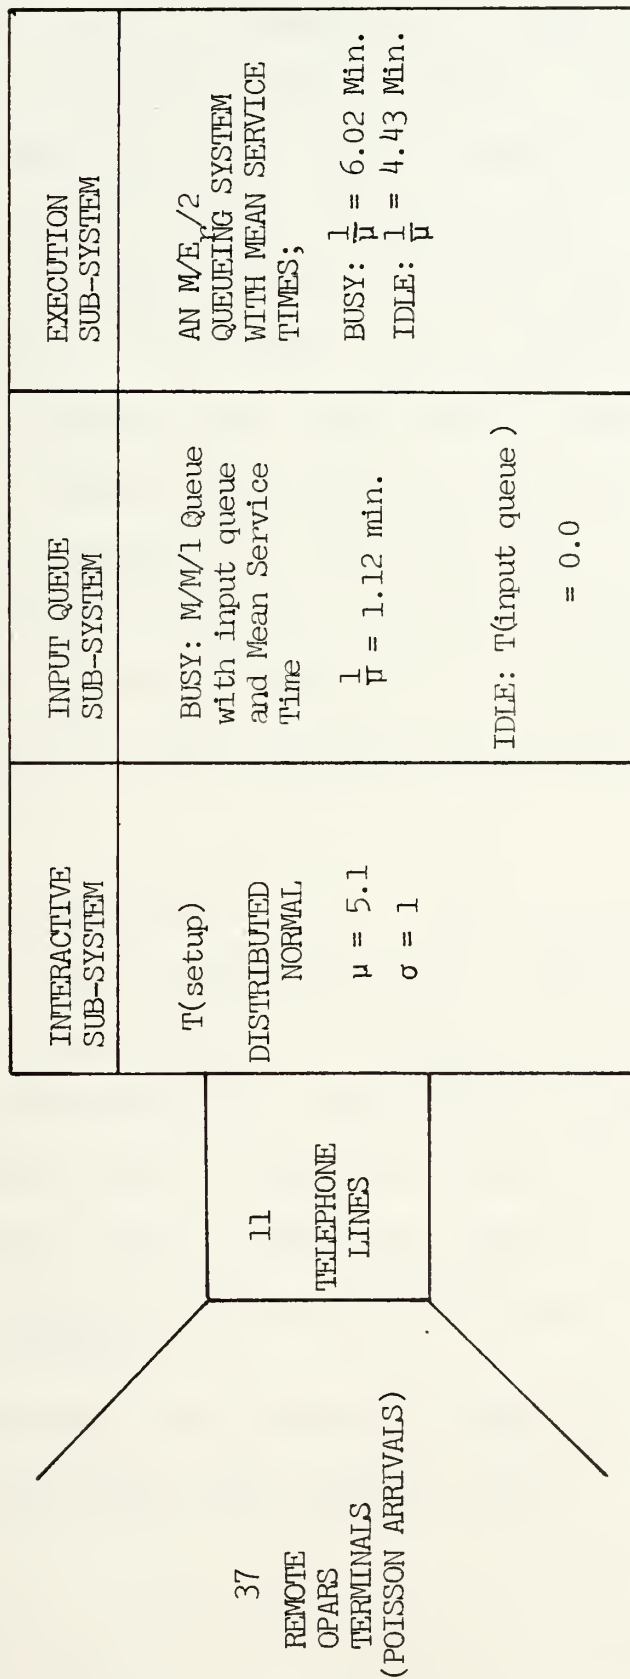 37
REMOTE
OPARS
TERMINALS
(POISSON ARRIVALS)
11
TELEPHONE
LINES
INTERACTIVE
SUB-SYSTEM
T(setup)
DISTRIBUTED
NORMAL
μ = 5.1
σ = 1
INPUT QUEUE
SUB-SYSTEM
BUSY: M/M/1 Queue
with input queue
and Mean Service
Time
1/μ = 1.12 min.
IDLE: T(input queue)
= 0.0
EXECUTION
SUB-SYSTEM
AN M/E_r/2
QUEUEING SYSTEM
WITH MEAN SERVICE
TIMES;
BUSY: 1/μ = 6.02 Min.
IDLE: 1/μ = 4.43 Min.